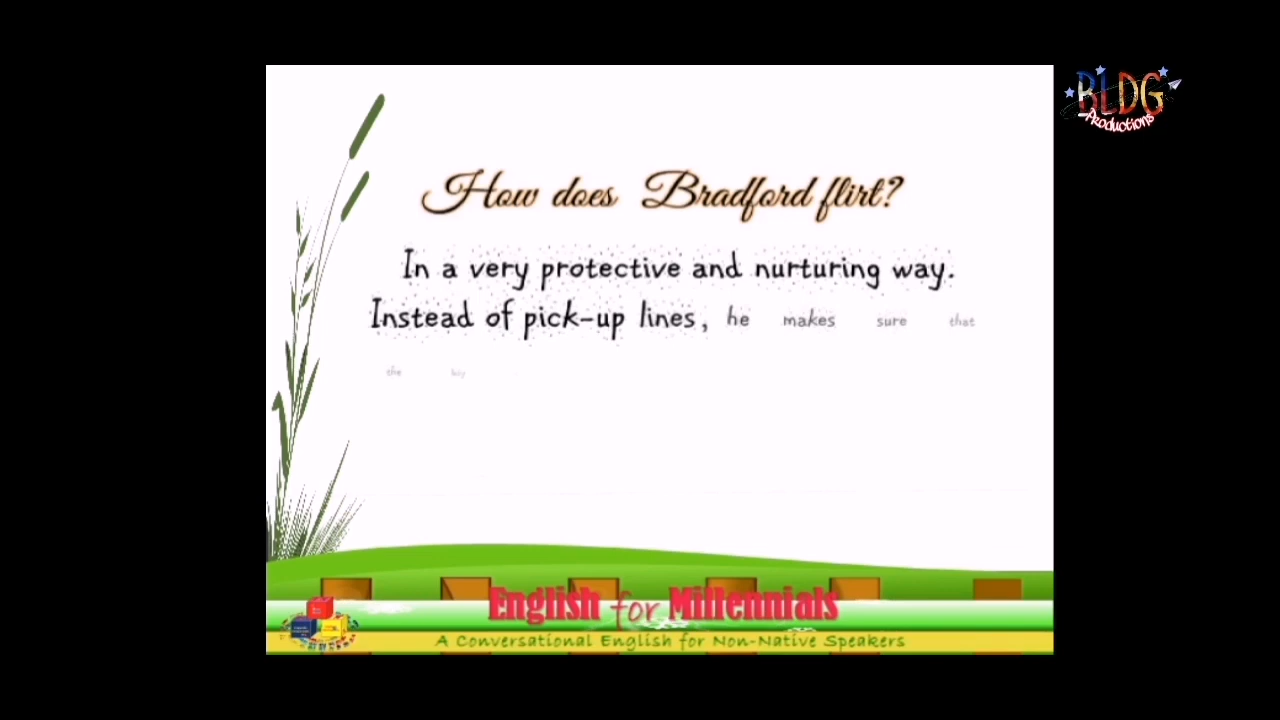 BLDG
Productions
How does Bradford flirt?
In a very protective and nurturing way.
Instead of pick-up lines, he makes sure that
the
English for Millennials
A Conversational English for Non-Native Speakers